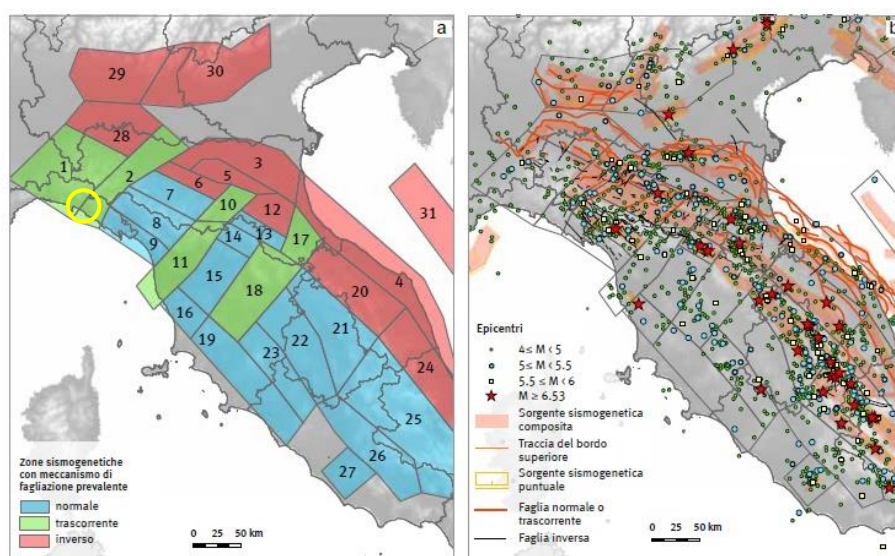 a
29
30
28
1
2
3
5
6
7
10
12
31
8
9
14
13
17
11
15
18
4
20
16
19
21
22
23
24
25
26
27
Zone sismogenetiche
con meccanismo di
fagliazione prevalente
normale
trascorrente
inverso
0 25 50 km
b
Epicentri
4≤ M < 5
5≤ M < 5.5
5.5 ≤ M < 6
M ≥ 6.53
Sorgente sismogenetica
composita
Traccia del bordo
superiore
Sorgente sismogenetica
puntuale
Faglia normale o
trascorrente
Faglia inversa
0 25 50 km